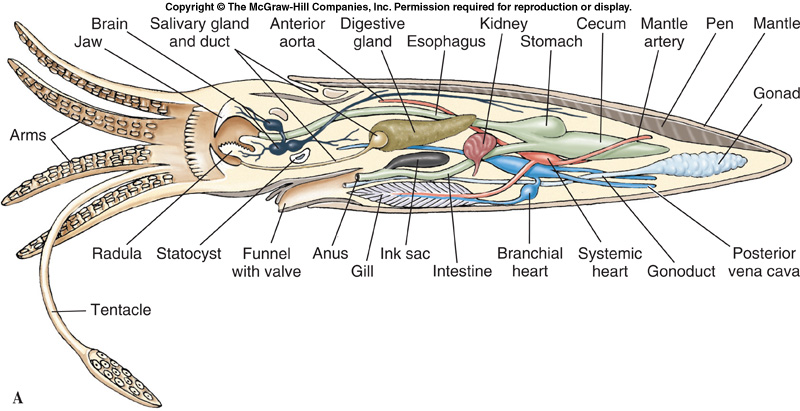 Copyright © The McGraw-Hill Companies, Inc. Permission required for reproduction or display.
Brain
Jaw
Salivary gland
and duct
Anterior
aorta
Digestive
gland
Esophagus
Kidney
Stomach
Cecum
Mantle
artery
Pen
Mantle
Gonad
Arms
Radula
Statocyst
Funnel
with valve
Anus
Gill
Ink sac
Intestine
Branchial
heart
Systemic
heart
Gonoduct
Posterior
vena cava
Tentacle
A